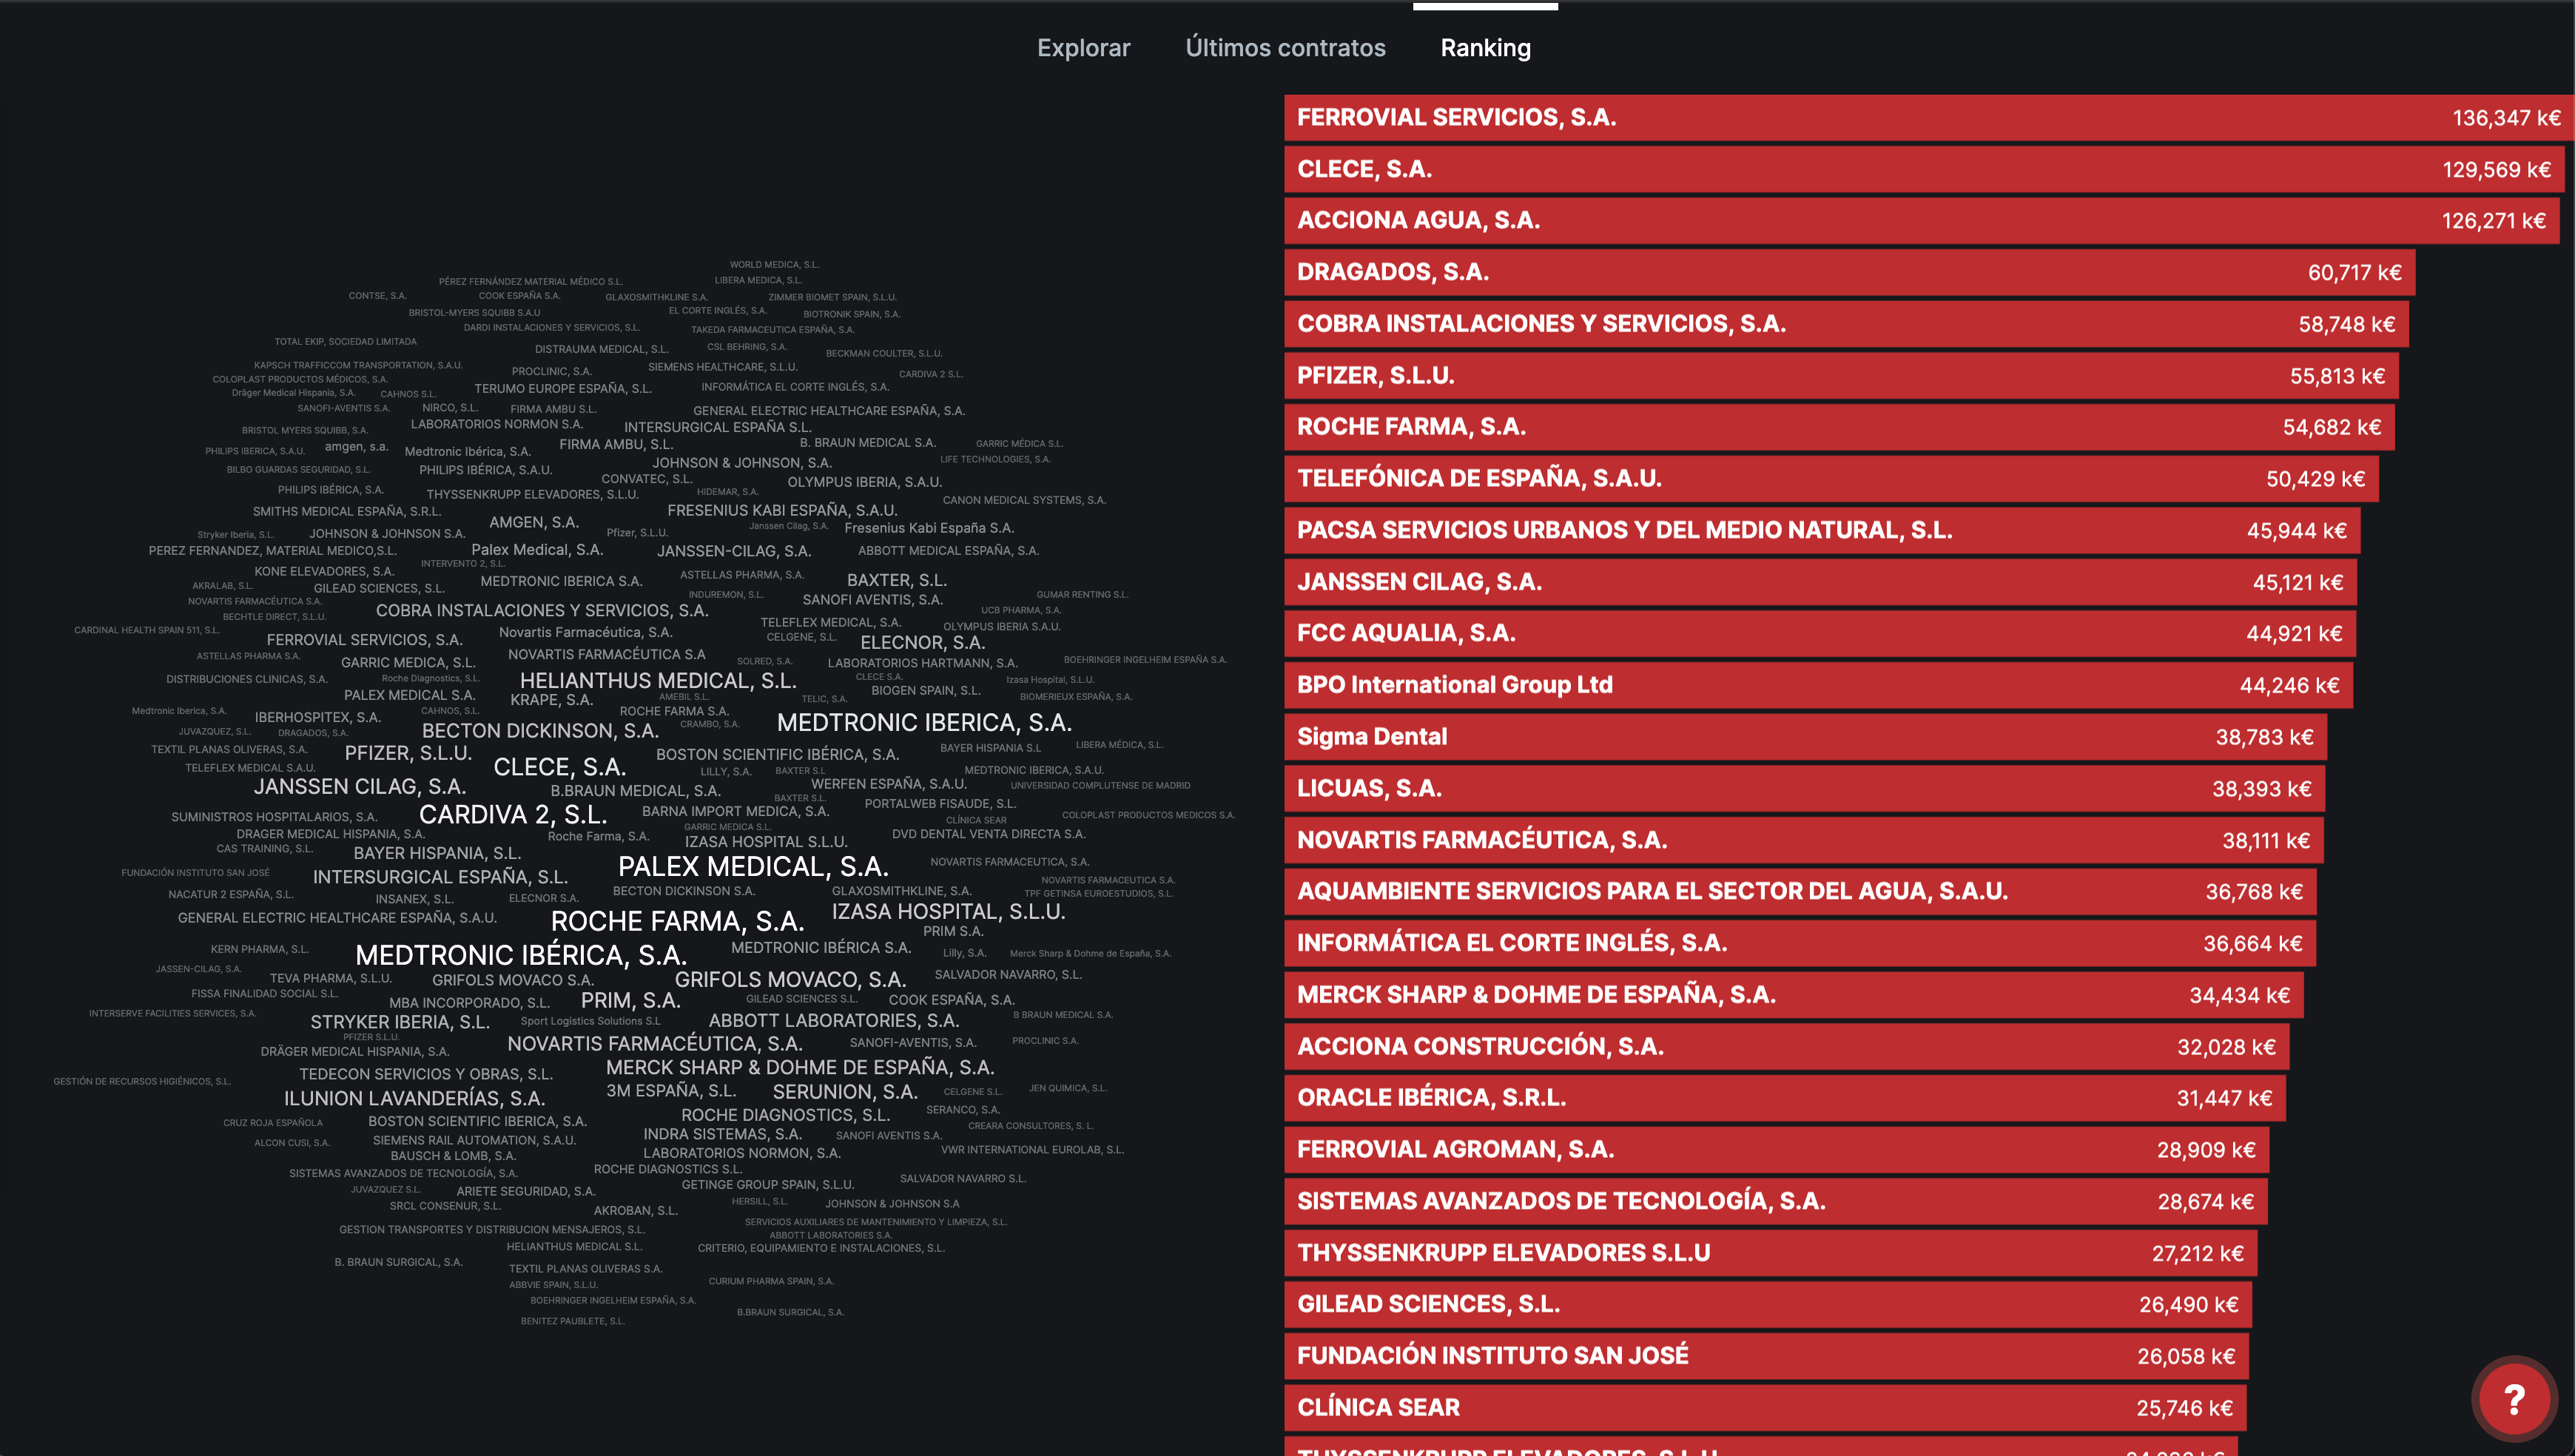 Explorar
Últimos contratos
Ranking
WORLD MEDICA, S.L.
PÉREZ FERNÁNDEZ MATERIAL MÉDICO S.L.
LIBERA MEDICA, S.L.
CONTSE, S.A.
COOK ESPAÑA S.A.
GLAXOSMITHKLINE S.A.
ZIMMER BIOMET SPAIN, S.L.U.
BRISTOL-MYERS SQUIBB S.A.U
EL CORTE INGLÉS, S.A.
BIOTRONIK SPAIN, S.A.
DARDI INSTALACIONES Y SERVICIOS, S.L.
TAKEDA FARMACEUTICA ESPAÑA, S.A.
TOTAL EKIP, SOCIEDAD LIMITADA
DISTRAUMA MEDICAL, S.L.
CSL BEHRING, S.A.
BECKMAN COULTER, S.L.U.
KAPSCH TRAFFICCOM TRANSPORTATION, S.A.U.
PROCLINIC, S.A.
SIEMENS HEALTHCARE, S.L.U.
COLOPLAST PRODUCTOS MÉDICOS, S.A.
CARDIVA 2 S.L.
Dräger Medical Hispania, S.A.
CAHNOS S.L.
TERUMO EUROPE ESPAÑA, S.L.
INFORMÁTICA EL CORTE INGLÉS, S.A.
SANOFI-AVENTIS S.A.
NIRCO, S.L.
FIRMA AMBU S.L.
GENERAL ELECTRIC HEALTHCARE ESPAÑA, S.A.
LABORATORIOS NORMON S.A.
INTERSURGICAL ESPAÑA S.L.
BRISTOL MYERS SQUIBB, S.A.
PHILIPS IBERICA, S.A.U.
amgen, s.a.
Medtronic Ibérica, S.A.
FIRMA AMBU, S.L.
B. BRAUN MEDICAL S.A.
GARRIC MÉDICA S.L.
BILBO GUARDAS SEGURIDAD, S.L.
PHILIPS IBÉRICA, S.A.U.
JOHNSON & JOHNSON, S.A.
LIFE TECHNOLOGIES, S.A.
CONVATEC, S.L.
OLYMPUS IBERIA, S.A.U.
PHILIPS IBÉRICA, S.A.
THYSSENKRUPP ELEVADORES, S.L.U.
HIDEMAR, S.A.
CANON MEDICAL SYSTEMS, S.A.
SMITHS MEDICAL ESPAÑA, S.R.L.
AMGEN, S.A.
FRESENIUS KABI ESPAÑA, S.A.U.
Stryker Iberia, S.L.
JOHNSON & JOHNSON S.A.
Pfizer, S.L.U.
Janssen Cilag, S.A.
Fresenius Kabi España S.A.
PEREZ FERNANDEZ, MATERIAL MEDICO,S.L.
Palex Medical, S.A.
JANSSEN-CILAG, S.A.
ABBOTT MEDICAL ESPAÑA, S.A.
KONE ELEVADORES, S.A.
INTERVENTO 2, S.L.
AKRALAB, S.L.
GILEAD SCIENCES, S.L.
MEDTRONIC IBERICA S.A.
ASTELLAS PHARMA, S.A.
BAXTER, S.L.
NOVARTIS FARMACÉUTICA S.A.
INDUREMON, S.L.
SANOFI AVENTIS, S.A.
GUMAR RENTING S.L.
BECHTLE DIRECT, S.L.U.
COBRA INSTALACIONES Y SERVICIOS, S.A.
UCB PHARMA, S.A.
CARDINAL HEALTH SPAIN 511, S.L.
FERROVIAL SERVICIOS, S.A.
Novartis Farmacéutica, S.A.
TELEFLEX MEDICAL, S.A.
OLYMPUS IBERIA S.A.U.
CELGENE, S.L.
ELECNOR, S.A.
ASTELLAS PHARMA S.A.
GARRIC MEDICA, S.L.
NOVARTIS FARMACÉUTICA S.A
SOLRED, S.A.
LABORATORIOS HARTMANN, S.A.
BOEHRINGER INGELHEIM ESPAÑA S.A.
DISTRIBUCIONES CLINICAS, S.A.
Roche Diagnostics, S.L.
HELIANTHUS MEDICAL, S.L.
CLECE S.A.
Izasa Hospital, S.L.U.
PALEX MEDICAL S.A.
KRAPE, S.A.
AMEBIL S.L.
TELIC, S.A.
BIOGEN SPAIN, S.L.
BIOMERIEUX ESPAÑA, S.A.
Medtronic Iberica, S.A.
IBERHOSPITEX, S.A.
CAHNOS, S.L.
ROCHE FARMA S.A.
CRAMBO, S.A.
MEDTRONIC IBERICA, S.A.
JUVAZQUEZ, S.L.
DRAGADOS, S.A.
BECTON DICKINSON, S.A.
TEXTIL PLANAS OLIVERAS, S.A.
PFIZER, S.L.U.
BOSTON SCIENTIFIC IBÉRICA, S.A.
BAYER HISPANIA S.L
LIBERA MÉDICA, S.L.
TELEFLEX MEDICAL S.A.U.
CLECE, S.A.
LILLY, S.A.
BAXTER S.L
MEDTRONIC IBERICA, S.A.U.
JANSSEN CILAG, S.A.
B.BRAUN MEDICAL, S.A.
BAXTER S.L.
WERFEN ESPAÑA, S.A.U.
UNIVERSIDAD COMPLUTENSE DE MADRID
SUMINISTROS HOSPITALARIOS, S.A.
CARDIVA 2, S.L.
BARNA IMPORT MEDICA, S.A.
PORTALWEB FISAUDE, S.L.
CLÍNICA SEAR
COLOPLAST PRODUCTOS MEDICOS S.A.
DRAGER MEDICAL HISPANIA, S.A.
Roche Farma, S.A.
GARRIC MEDICA S.L.
DVD DENTAL VENTA DIRECTA S.A.
CAS TRAINING, S.L.
BAYER HISPANIA, S.L.
IZASA HOSPITAL S.L.U.
FUNDACIÓN INSTITUTO SAN JOSÉ
INTERSURGICAL ESPAÑA, S.L.
PALEX MEDICAL, S.A.
NOVARTIS FARMACEUTICA, S.A.
NOVARTIS FARMACEUTICA S.A.
NACATUR 2 ESPAÑA, S.L.
INSANEX, S.L.
ELECNOR S.A.
BECTON DICKINSON S.A.
GLAXOSMITHKLINE, S.A.
TPF GETINSA EUROESTUDIOS, S.L.
GENERAL ELECTRIC HEALTHCARE ESPAÑA, S.A.U.
ROCHE FARMA, S.A.
IZASA HOSPITAL, S.L.U.
PRIM S.A.
KERN PHARMA, S.L.
MEDTRONIC IBÉRICA, S.A.
MEDTRONIC IBÉRICA S.A.
Lilly, S.A.
Merck Sharp & Dohme de España, S.A.
JASSEN-CILAG, S.A.
TEVA PHARMA, S.L.U.
GRIFOLS MOVACO S.A.
GRIFOLS MOVACO, S.A.
SALVADOR NAVARRO, S.L.
FISSA FINALIDAD SOCIAL S.L.
MBA INCORPORADO, S.L.
PRIM, S.A.
GILEAD SCIENCES S.L.
COOK ESPAÑA, S.A.
INTERSERVE FACILITIES SERVICES, S.A.
STRYKER IBERIA, S.L.
Sport Logistics Solutions S.L
ABBOTT LABORATORIES, S.A.
B BRAUN MEDICAL S.A.
PFIZER S.L.U.
DRÄGER MEDICAL HISPANIA, S.A.
NOVARTIS FARMACÉUTICA, S.A.
SANOFI-AVENTIS, S.A.
PROCLINIC S.A.
GESTIÓN DE RECURSOS HIGIÉNICOS, S.L.
TEDECON SERVICIOS Y OBRAS, S.L.
MERCK SHARP & DOHME DE ESPAÑA, S.A.
ILUNION LAVANDERÍAS, S.A.
3M ESPAÑA, S.L.
SERUNION, S.A.
CELGENE S.L.
JEN QUIMICA, S.L.
CRUZ ROJA ESPAÑOLA
BOSTON SCIENTIFIC IBERICA, S.A.
ROCHE DIAGNOSTICS, S.L.
SERANCO, S.A.
CREARA CONSULTORES, S. L.
ALCON CUSI, S.A.
SIEMENS RAIL AUTOMATION, S.A.U.
INDRA SISTEMAS, S.A.
SANOFI AVENTIS S.A.
BAUSCH & LOMB, S.A.
LABORATORIOS NORMON, S.A.
VWR INTERNATIONAL EUROLAB, S.L.
SISTEMAS AVANZADOS DE TECNOLOGÍA, S.A.
ROCHE DIAGNOSTICS S.L.
JUVAZQUEZ S.L.
ARIETE SEGURIDAD, S.A.
GETINGE GROUP SPAIN, S.L.U.
SALVADOR NAVARRO S.L.
SRCL CONSENUR, S.L.
AKROBAN, S.L.
HERSILL, S.L.
JOHNSON & JOHNSON S.A
GESTION TRANSPORTES Y DISTRIBUCION MENSAJEROS, S.L.
SERVICIOS AUXILIARES DE MANTENIMIENTO Y LIMPIEZA, S.L.
ABBOTT LABORATORIES S.A.
HELIANTHUS MEDICAL S.L.
CRITERIO, EQUIPAMIENTO E INSTALACIONES, S.L.
B. BRAUN SURGICAL, S.A.
TEXTIL PLANAS OLIVERAS S.A.
ABBVIE SPAIN, S.L.U.
CURIUM PHARMA SPAIN, S.A.
BOEHRINGER INGELHEIM ESPAÑA, S.A.
B.BRAUN SURGICAL, S.A.
BENITEZ PAUBLETE, S.L.
FERROVIAL SERVICIOS, S.A. 136,347 k€
CLECE, S.A. 129,569 k€
ACCIONA AGUA, S.A. 126,271 k€
DRAGADOS, S.A. 60,717 k€
COBRA INSTALACIONES Y SERVICIOS, S.A. 58,748 k€
PFIZER, S.L.U. 55,813 k€
ROCHE FARMA, S.A. 54,682 k€
TELEFÓNICA DE ESPAÑA, S.A.U. 50,429 k€
PACSA SERVICIOS URBANOS Y DEL MEDIO NATURAL, S.L. 45,944 k€
JANSSEN CILAG, S.A. 45,121 k€
FCC AQUALIA, S.A. 44,921 k€
BPO International Group Ltd 44,246 k€
Sigma Dental 38,783 k€
LICUAS, S.A. 38,393 k€
NOVARTIS FARMACÉUTICA, S.A. 38,111 k€
AQUAMBIENTE SERVICIOS PARA EL SECTOR DEL AGUA, S.A.U. 36,768 k€
INFORMÁTICA EL CORTE INGLÉS, S.A. 36,664 k€
MERCK SHARP & DOHME DE ESPAÑA, S.A. 34,434 k€
ACCIONA CONSTRUCCIÓN, S.A. 32,028 k€
ORACLE IBÉRICA, S.R.L. 31,447 k€
FERROVIAL AGROMAN, S.A. 28,909 k€
SISTEMAS AVANZADOS DE TECNOLOGÍA, S.A. 28,674 k€
THYSSENKRUPP ELEVADORES S.L.U 27,212 k€
GILEAD SCIENCES, S.L. 26,490 k€
FUNDACIÓN INSTITUTO SAN JOSÉ 26,058 k€
CLÍNICA SEAR 25,746 k€
THYSSENKRUPP ELEVADORES, S.L.U.
?